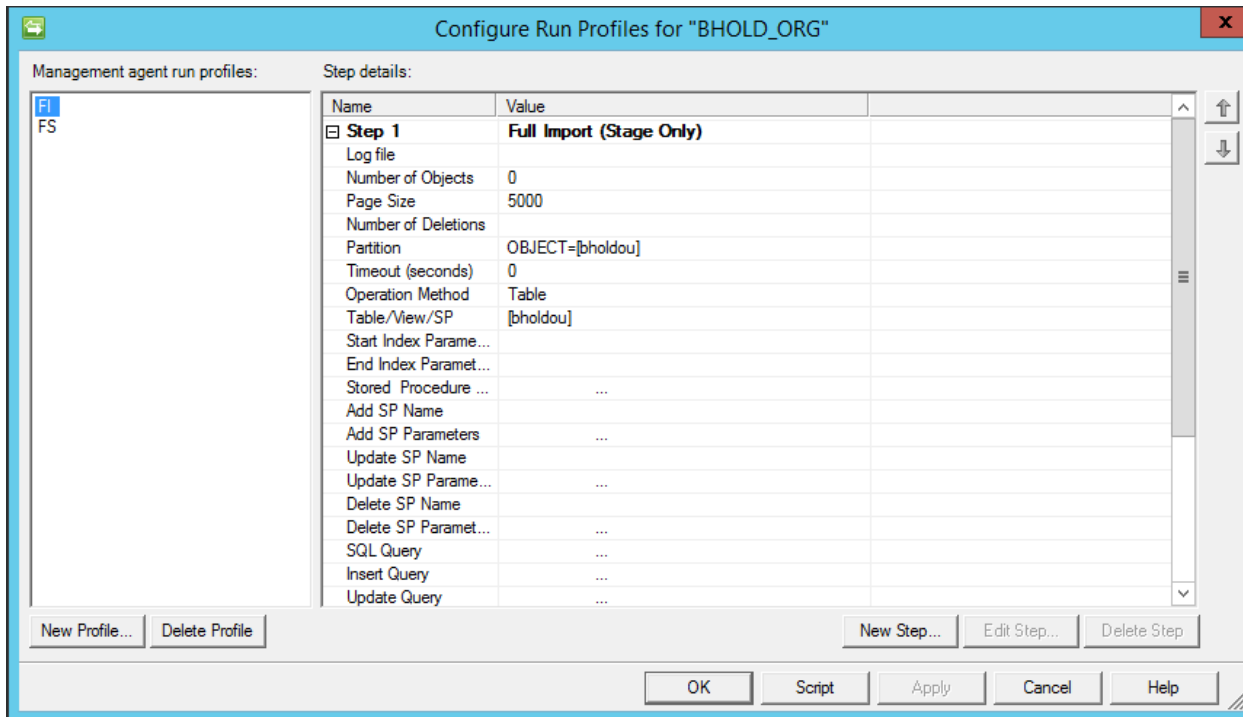 Configure Run Profiles for "BHOLD_ORG"
x
Management agent run profiles:
Step details:
FI
FS
Name Value
Step 1 Full Import (Stage Only)
Log file
Number of Objects 0
Page Size 5000
Number of Deletions
Partition OBJECT=[bholdou]
Timeout (seconds) 0
Operation Method Table
Table/View/SP [bholdou]
Start Index Parame...
End Index Paramet...
Stored Procedure ... ...
Add SP Name
Add SP Parameters ...
Update SP Name
Update SP Parame... ...
Delete SP Name
Delete SP Paramet... ...
SQL Query ...
Insert Query ...
Update Query ...
New Profile... Delete Profile New Step... Edit Step... Delete Step
OK Script Apply Cancel Help